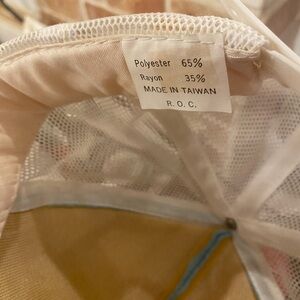 Polyester 65%
Rayon 35%
MADE IN TAIWAN
R. O. C.